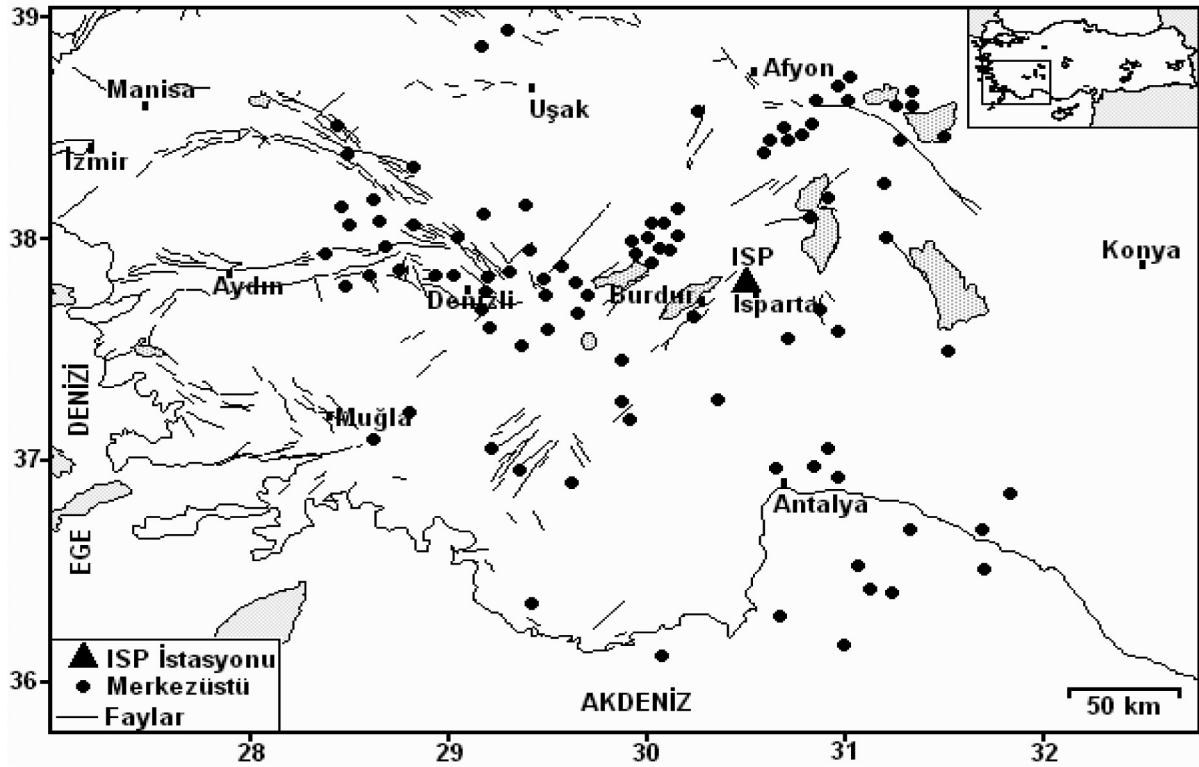 39
Afyon
Manisa
Uşak
İzmir
38
Konya
ISP
Aydın
Denizli
Burdur
Isparta
DENİZİ
Muğla
37
Antalya
EGE
ISP İstasyonu
Merkezüstü
Faylar
36
AKDENİZ
50 km
28
29
30
31
32